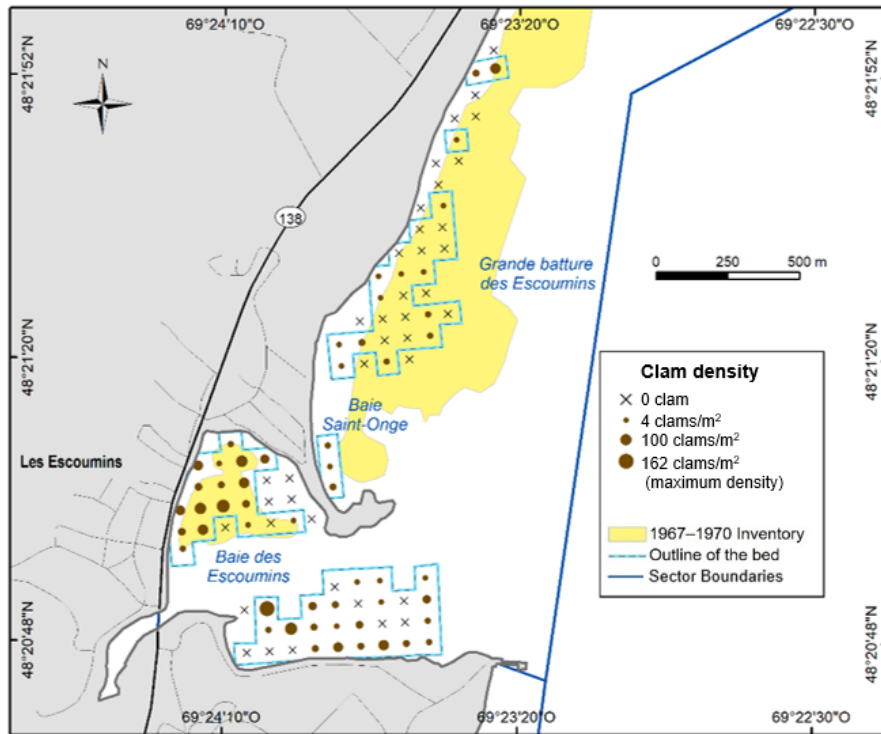 69°24'10"O
69°23'20"O
69°22'30"O
48°21'52"N
48°21'52"N
N
138
Grande batture
des Escoumins
0 250 500 m
48°21'20"N
48°21'20"N
Clam density
0 clam
4 clams/m²
100 clams/m²
162 clams/m²
(maximum density)
1967–1970 Inventory
Outline of the bed
Sector Boundaries
Baie
Saint-Onge
Les Escoumins
Baie des
Escoumins
48°20'48"N
48°20'48"N
69°24'10"O
69°23'20"O
69°22'30"O